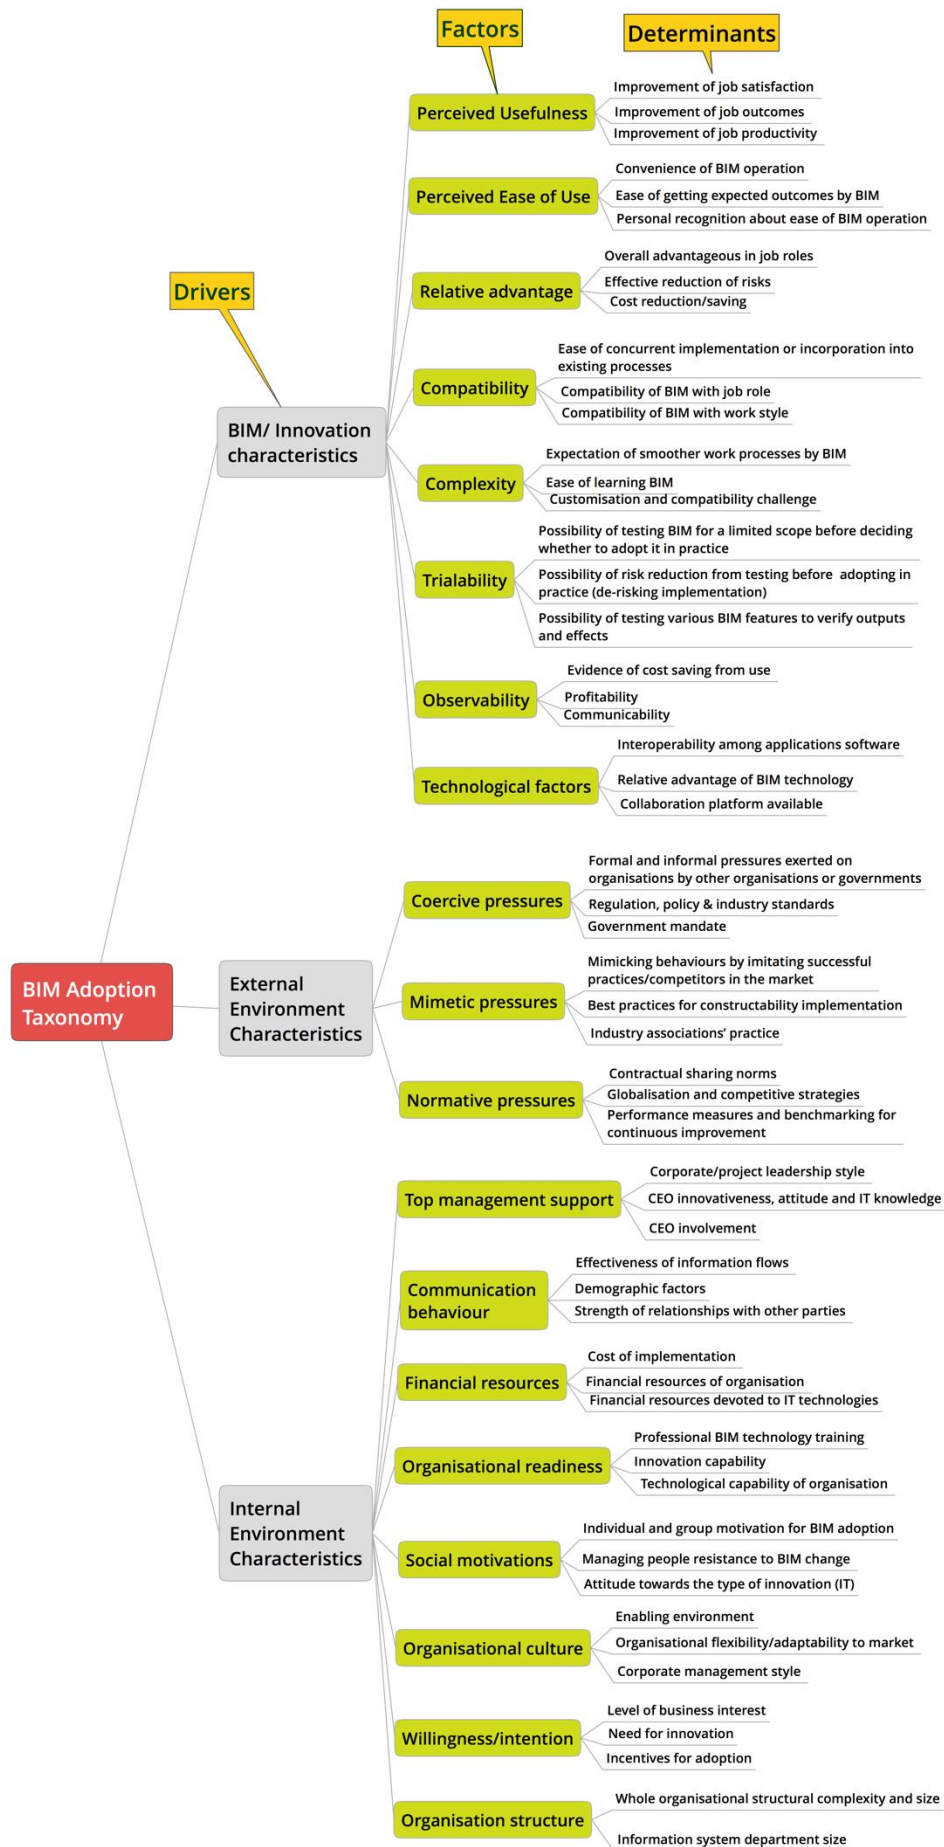 Factors
Determinants
Drivers
BIM Adoption
Taxonomy
BIM/ Innovation
characteristics
Perceived Usefulness
Improvement of job satisfaction
Improvement of job outcomes
Improvement of job productivity
Perceived Ease of Use
Convenience of BIM operation
Ease of getting expected outcomes by BIM
Personal recognition about ease of BIM operation
Relative advantage
Overall advantageous in job roles
Effective reduction of risks
Cost reduction/saving
Compatibility
Ease of concurrent implementation or incorporation into
existing processes
Compatibility of BIM with job role
Compatibility of BIM with work style
Complexity
Expectation of smoother work processes by BIM
Ease of learning BIM
Customisation and compatibility challenge
Trialability
Possibility of testing BIM for a limited scope before deciding
whether to adopt it in practice
Possibility of risk reduction from testing before adopting in
practice (de-risking implementation)
Possibility of testing various BIM features to verify outputs
and effects
Observability
Evidence of cost saving from use
Profitability
Communicability
Technological factors
Interoperability among applications software
Relative advantage of BIM technology
Collaboration platform available
External
Environment
Characteristics
Coercive pressures
Formal and informal pressures exerted on
organisations by other organisations or governments
Regulation, policy & industry standards
Government mandate
Mimetic pressures
Mimicking behaviours by imitating successful
practices/competitors in the market
Best practices for constructability implementation
Industry associations’ practice
Normative pressures
Contractual sharing norms
Globalisation and competitive strategies
Performance measures and benchmarking for
continuous improvement
Internal
Environment
Characteristics
Top management support
Corporate/project leadership style
CEO innovativeness, attitude and IT knowledge
CEO involvement
Communication
behaviour
Effectiveness of information flows
Demographic factors
Strength of relationships with other parties
Financial resources
Cost of implementation
Financial resources of organisation
Financial resources devoted to IT technologies
Organisational readiness
Professional BIM technology training
Innovation capability
Technological capability of organisation
Social motivations
Individual and group motivation for BIM adoption
Managing people resistance to BIM change
Attitude towards the type of innovation (IT)
Organisational culture
Enabling environment
Organisational flexibility/adaptability to market
Corporate management style
Willingness/intention
Level of business interest
Need for innovation
Incentives for adoption
Organisation structure
Whole organisational structural complexity and size
Information system department size